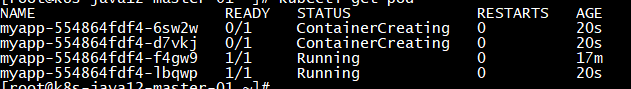 [root@k8s-java12-master-01 ~]# kubectl get pod
NAME READY STATUS RESTARTS AGE
myapp-554864fdf4-6sw2w 0/1 ContainerCreating 0 20s
myapp-554864fdf4-d7vkj 0/1 ContainerCreating 0 20s
myapp-554864fdf4-f4gw9 1/1 Running 0 17m
myapp-554864fdf4-lbqwp 1/1 Running 0 20s
[root@k8s-java12-master-01 ~]#